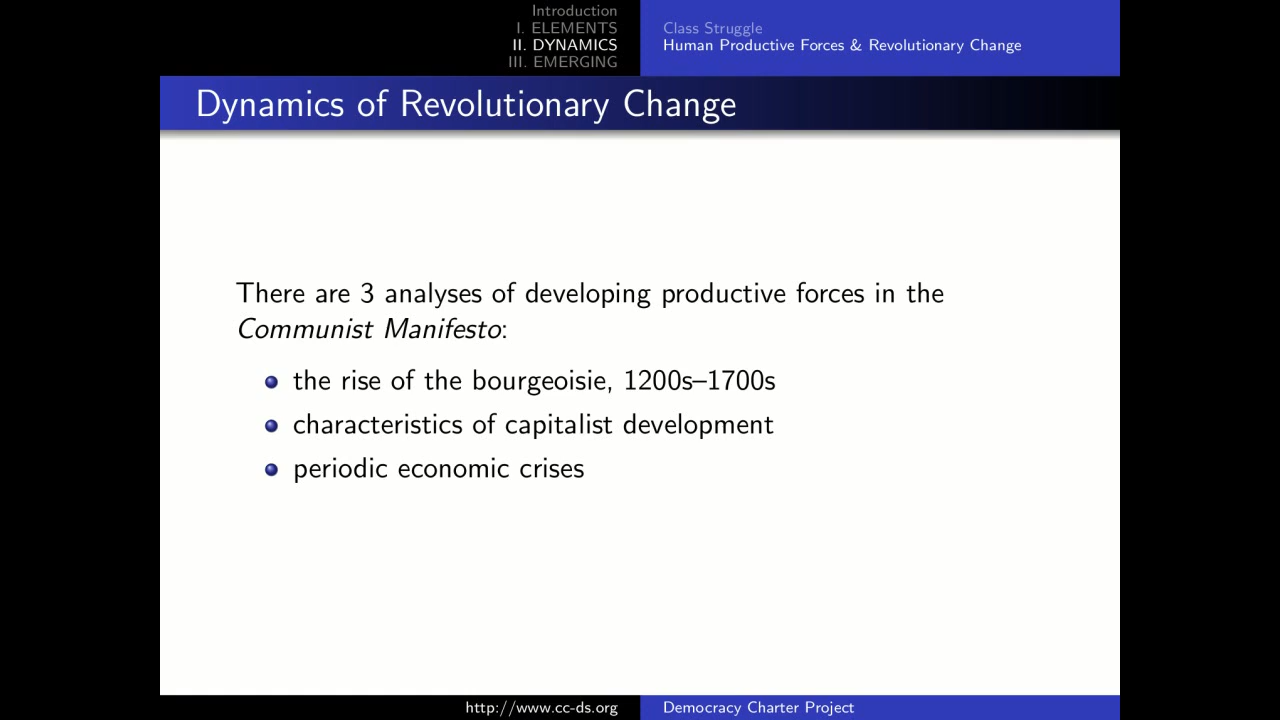 Introduction
I. ELEMENTS
II. DYNAMICS
III. EMERGING
Class Struggle
Human Productive Forces & Revolutionary Change
Dynamics of Revolutionary Change
There are 3 analyses of developing productive forces in the
Communist Manifesto:
the rise of the bourgeoisie, 1200s–1700s
characteristics of capitalist development
periodic economic crises
http://www.cc-ds.org
Democracy Charter Project